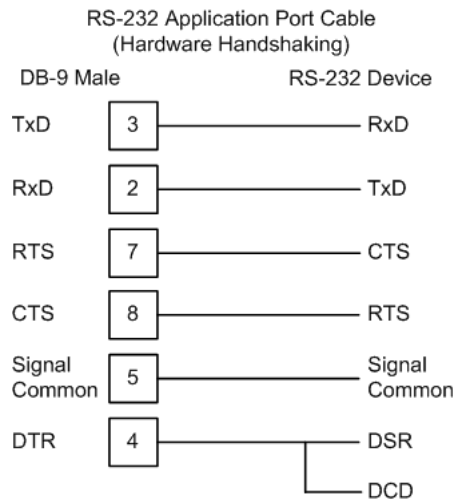 RS-232 Application Port Cable
(Hardware Handshaking)
DB-9 Male RS-232 Device
TxD 3 RxD
RxD 2 TxD
RTS 7 CTS
CTS 8 RTS
Signal Common 5 Signal Common
DTR 4 DSR
DCD